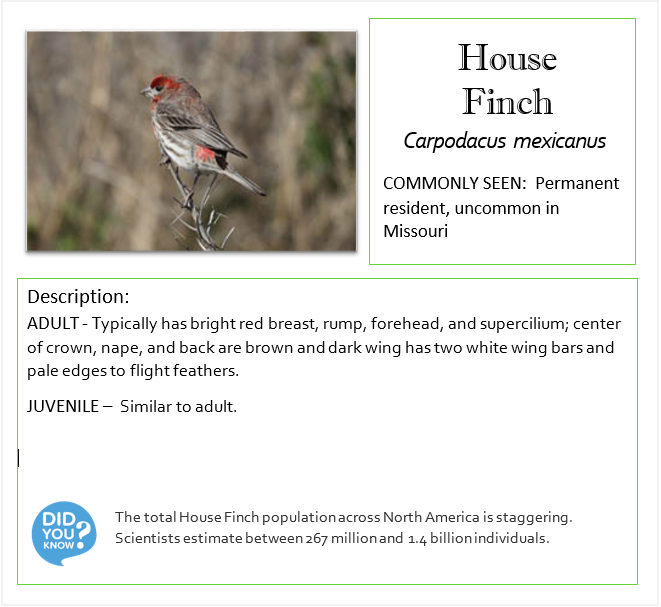 House
Finch
Carpodacus mexicanus
COMMONLY SEEN: Permanent
resident, uncommon in
Missouri
Description:
ADULT - Typically has bright red breast, rump, forehead, and supercilium; center
of crown, nape, and back are brown and dark wing has two white wing bars and
pale edges to flight feathers.
JUVENILE – Similar to adult.
DID
YOU
KNOW?
The total House Finch population across North America is staggering.
Scientists estimate between 267 million and 1.4 billion individuals.